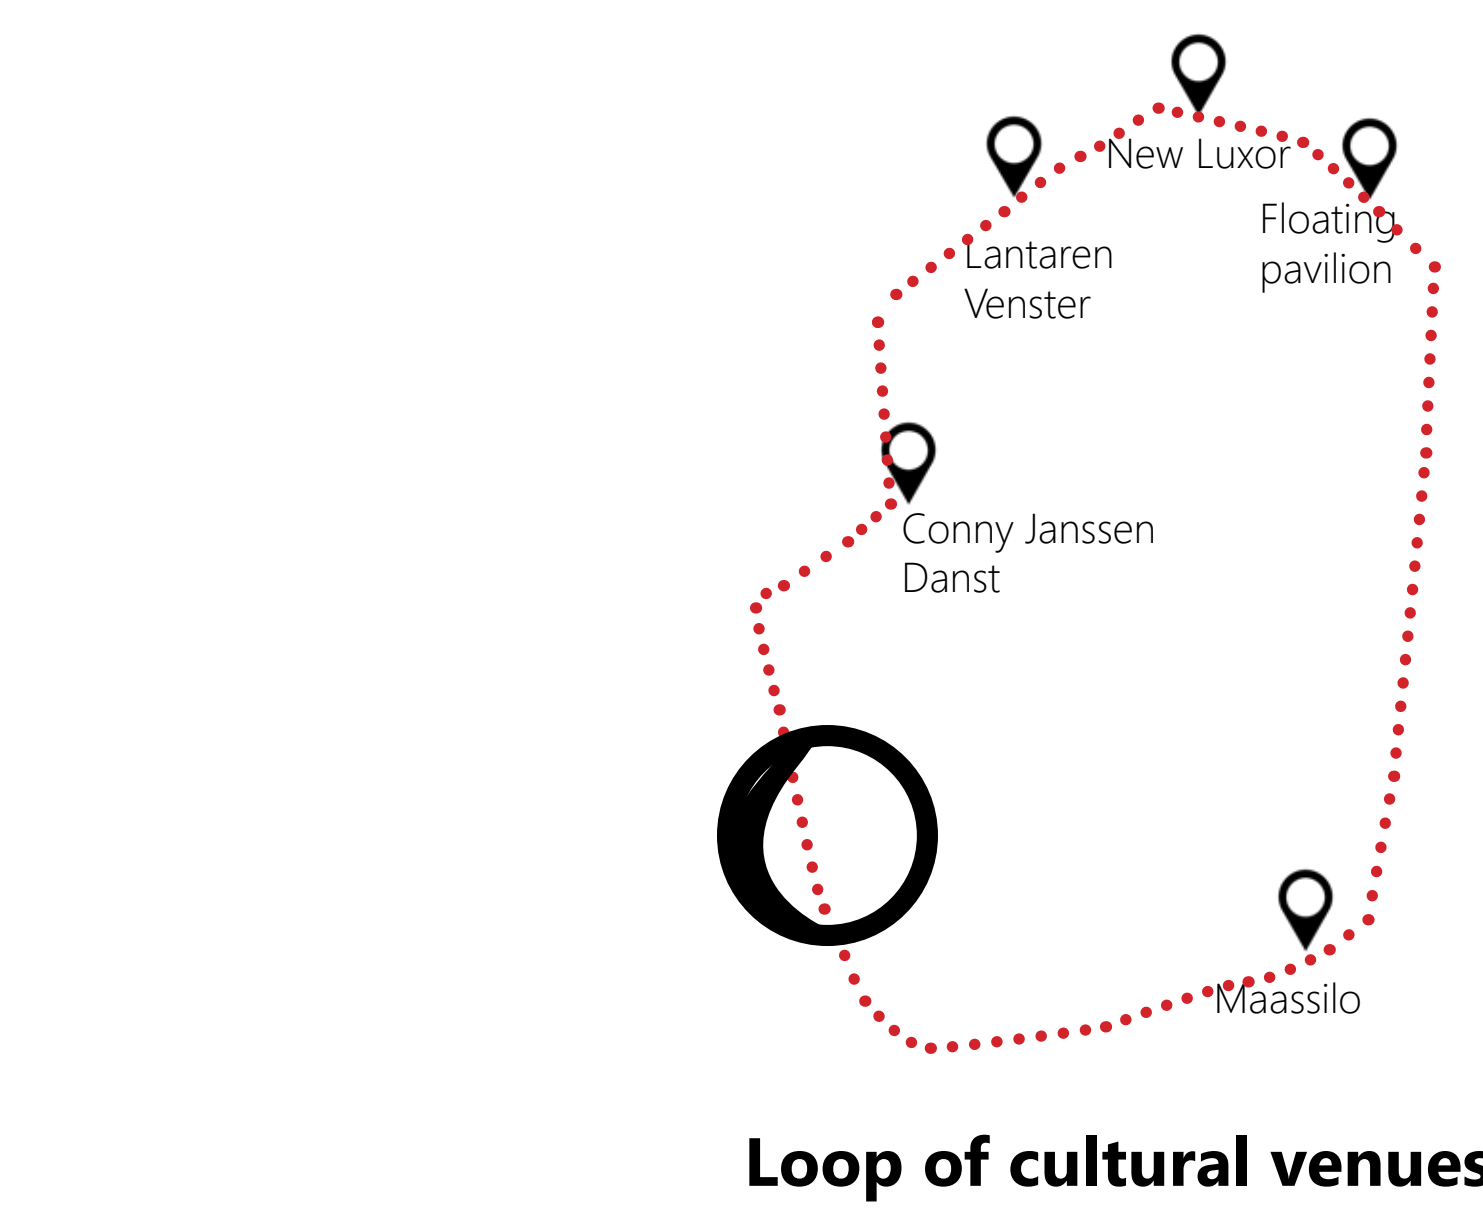 New Luxor
Floating
pavilion
Lantaren
Venster
Conny Janssen
Danst
Maassilo
Loop of cultural venues